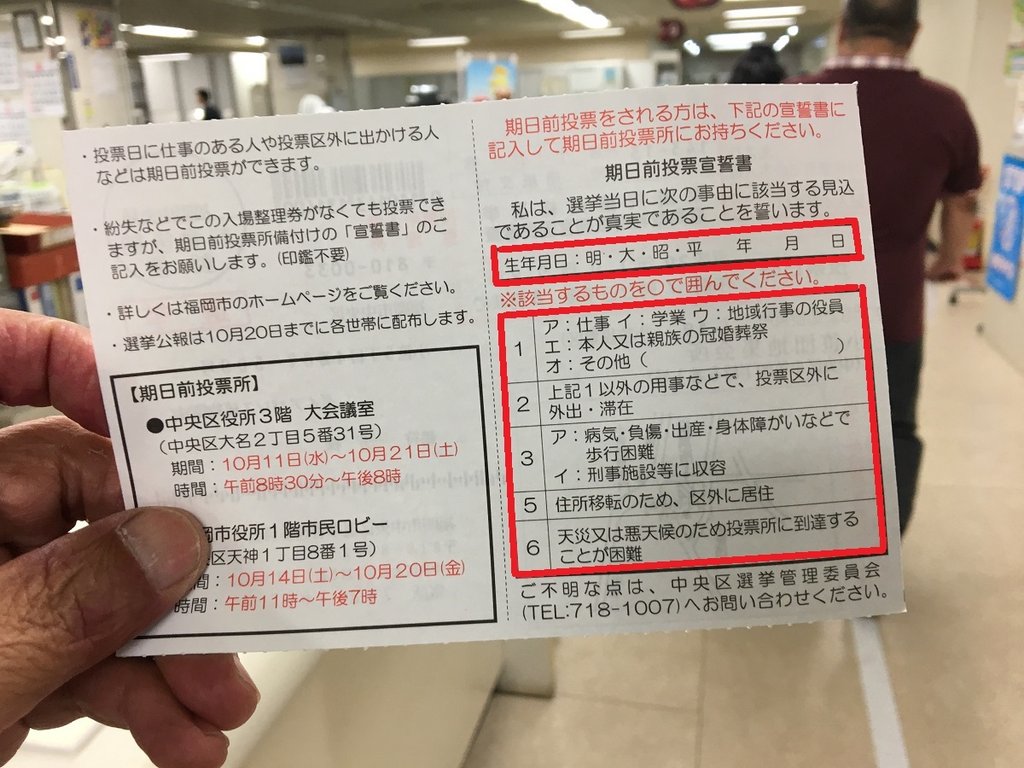 ・投票日に仕事のある人や投票区外に出かける人
などは期日前投票ができます。
・紛失などでこの入場整理券がなくても投票でき
ますが、期日前投票所備付けの「宣誓書」のご
記入をお願いします。(印鑑不要)
・詳しくは福岡市のホームページをご覧ください。
・選挙公報は10月20日までに各世帯に配布します。
【期日前投票所】
●中央区役所3階 大会議室
(中央区大名2丁目5番31号)
期間：10月11日(水)～10月21日(土)
時間：午前8時30分～午後8時
岡市役所1階市民ロビー
区天神1丁目8番1号)
間：10月14日(土)～10月20日(金)
時間：午前11時～午後7時
期日前投票をされる方は、下記の宣誓書に
記入して期日前投票所にお持ちください。
期日前投票宣誓書
私は、選挙当日に次の事由に該当する見込
であることが真実であることを誓います。
生年月日：明・大・昭・平 年 月 日
※該当するものを○で囲んでください。
1 ア：仕事 イ：学業 ウ：地域行事の役員
エ：本人又は親族の冠婚葬祭
オ：その他( )
2 上記1以外の用事などで、投票区外に
外出・滞在
3 ア：病気・負傷・出産・身体障がいなどで
歩行困難
イ：刑事施設等に収容
5 住所移転のため、区外に居住
6 天災又は悪天候のため投票所に到達する
ことが困難
ご不明な点は、中央区選挙管理委員会
(TEL:718-1007)へお問い合わせください。